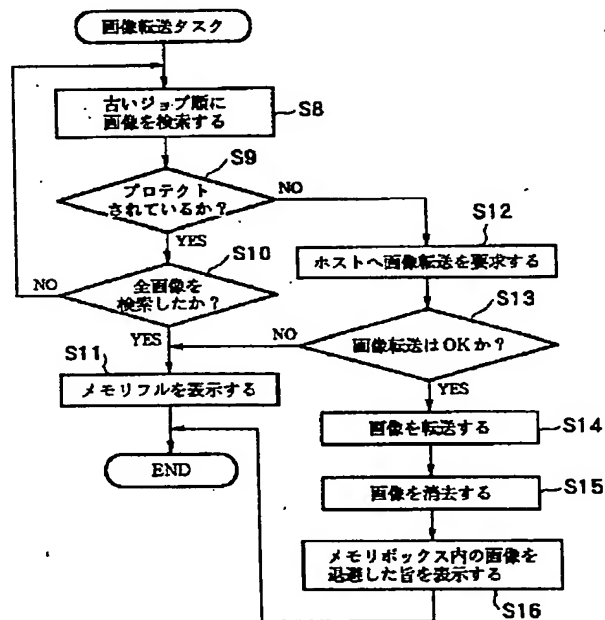 画像転送タスク
古いジョブ順に
画像を検索する
S8
S9
プロテクト
されているか？
NO
YES
S10
全画像を
検索したか？
NO
YES
S11
メモリフルを表示する
END
S12
ホストへ画像転送を要求する
S13
画像転送はOKか？
NO
YES
画像を転送する
S14
画像を消去する
S15
メモリボックス内の画像を
退避した旨を表示する
S16